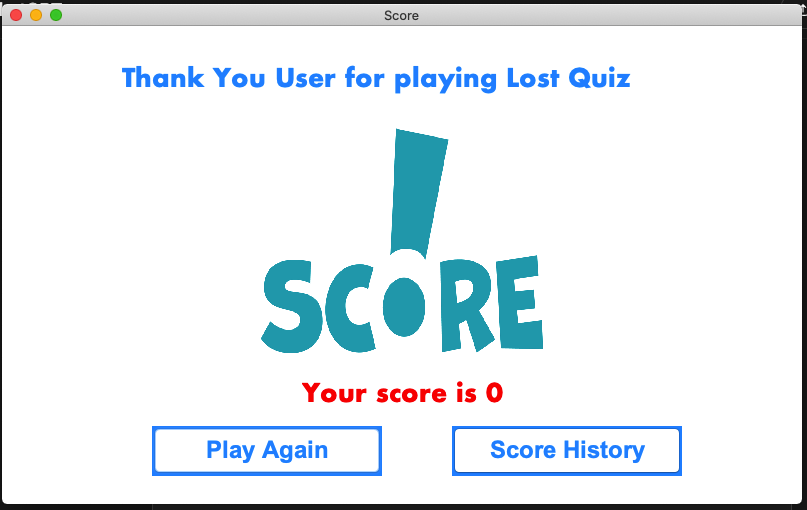 Score
Thank You User for playing Lost Quiz
SCORE
Your score is 0
Play Again
Score History